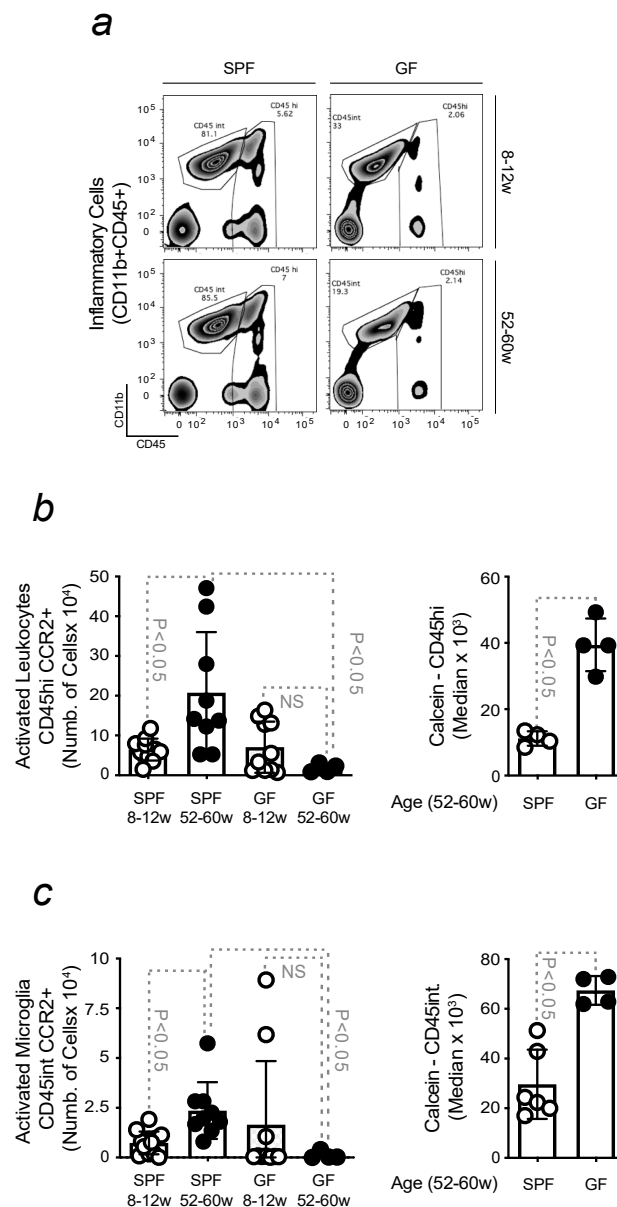 a
SPF
GF
CD45 hi
5.62
CD45 int
81.1
10⁵
10⁴
10³
10²
0
CD45hi
2.06
CD45int
33
8-12w
CD45 hi
7
CD45 int
85.5
10⁵
10⁴
10³
10²
0
0 10² 10³ 10⁴ 10⁵
CD45hi
2.14
CD45int
19.3
0 10² 10³ 10⁴ 10⁵
52-60w
Inflammatory Cells
(CD11b+CD45+)
CD11b
CD45
b
Activated Leukocytes
CD45hi CCR2+
(Numb. of Cellsx 10⁴)
50
40
30
20
10
0
P<0.05
NS
P<0.05
SPF
8-12w
SPF
52-60w
GF
8-12w
GF
52-60w
Calcein - CD45hi
(Median x 10³)
60
40
20
0
P<0.05
Age (52-60w)
SPF
GF
c
Activated Microglia
CD45int CCR2+
(Numb. of Cellsx 10⁴)
10
7.5
5
2.5
0
P<0.05
NS
P<0.05
SPF
8-12w
SPF
52-60w
GF
8-12w
GF
52-60w
Calcein - CD45int
(Median x 10³)
80
60
40
20
0
P<0.05
Age (52-60w)
SPF
GF